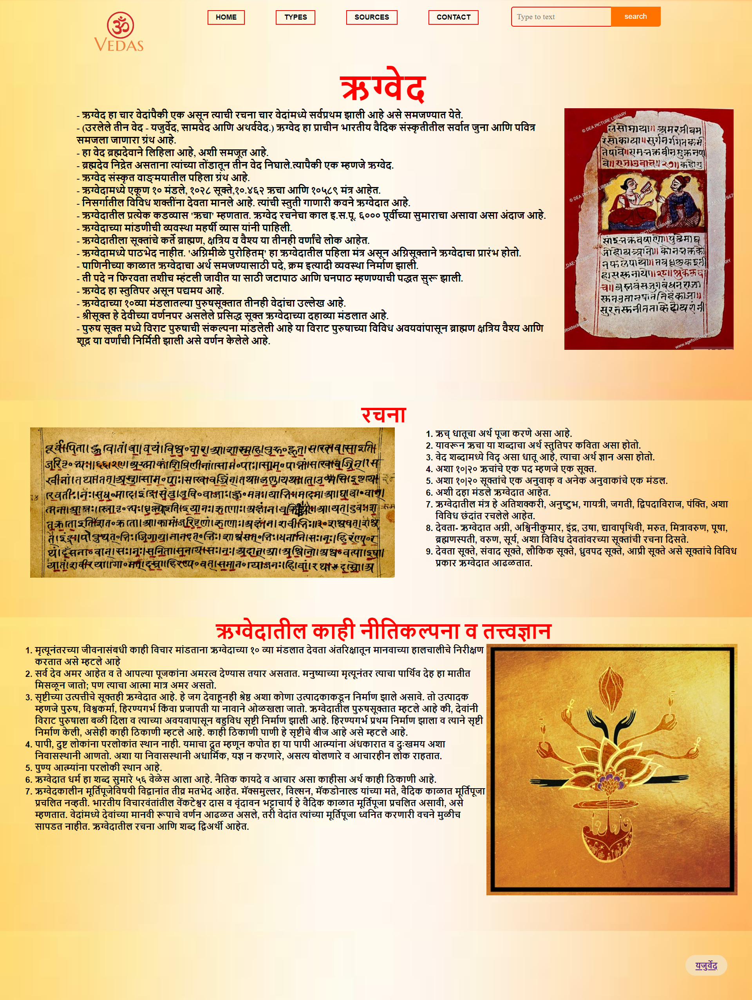 ॐ
VEDAS
HOME
TYPES
SOURCES
CONTACT
Type to text
search
ऋग्वेद
- ऋग्वेद हा चार वेदांपैकी एक असून त्याची रचना चार वेदांमध्ये सर्वप्रथम झाली आहे असे समजण्यात येते.
- (उरलेले तीन वेद - यजुर्वेद, सामवेद आणि अथर्ववेद.) ऋग्वेद हा प्राचीन भारतीय वैदिक संस्कृतीतील सर्वात जुना आणि पवित्र
समजला जाणारा ग्रंथ आहे.
- हा वेद ब्रह्मदेवाने लिहिला आहे, अशी समजूत आहे.
- ब्रह्मदेव निद्रेत असताना त्यांच्या तोंडातून तीन वेद निघाले.त्यापैकी एक म्हणजे ऋग्वेद.
- ऋग्वेद संस्कृत वाङ्मयातील पहिला ग्रंथ आहे.
- ऋग्वेदामध्ये एकूण १० मंडले, १०२८ सूक्ते,१०.४६२ ऋचा आणि १०५८९ मंत्र आहेत.
- निसर्गातील विविध शक्तींना देवता मानले आहे. त्यांची स्तुती गाणारी कवने ऋग्वेदात आहे.
- ऋग्वेदातील प्रत्येक कडव्यास 'ऋचा' म्हणतात. ऋग्वेद रचनेचा काल इ.स.पू. ६००० पूर्वीच्या सुमाराचा असावा असा अंदाज आहे.
- ऋग्वेदाच्या मांडणीची व्यवस्था महर्षी व्यास यांनी पाहिली.
- ऋग्वेदातीला सूक्तांचे कर्ते ब्राह्मण, क्षत्रिय व वैश्य या तीनही वर्णांचे लोक आहेत.
- ऋग्वेदामध्ये पाठभेद नाहीत. 'अग्निमीळे पुरोहितम्' हा ऋग्वेदातील पहिला मंत्र असून अग्निसूक्ताने ऋग्वेदाचा प्रारंभ होतो.
- पाणिनीच्या काळात ऋग्वेदाचा अर्थ समजण्यासाठी पदे, क्रम इत्यादी व्यवस्था निर्माण झाली.
- ती पदे न फिरवता तशीच म्हंटली जावीत या साठी जटापाठ आणि घनपाठ म्हणण्याची पद्धत सुरू झाली.
- ऋग्वेद हा स्तुतिपर असून पद्यमय आहे.
- ऋग्वेदाच्या १०व्या मंडलातल्या पुरुषसूक्तात तीनही वेदांचा उल्लेख आहे.
- श्रीसूक्त हे देवीच्या वर्णनपर असलेले प्रसिद्ध सूक्त ऋग्वेदाच्या दहाव्या मंडलात आहे.
- पुरुष सूक्त मध्ये विराट पुरुषाची संकल्पना मांडलेली आहे या विराट पुरुषाच्या विविध अवयवांपासून ब्राह्मण क्षत्रिय वैश्य आणि
शूद्र या वर्णांची निर्मिती झाली असे वर्णन केलेले आहे.
© DEA PICTURE LIBRARY
© DEA PICTURE LIBRARY
www.agefotostock.com
रचना
1. ऋच् धातूचा अर्थ पूजा करणे असा आहे.
2. यावरून ऋचा या शब्दाचा अर्थ स्तुतिपर कविता असा होतो.
3. वेद शब्दामध्ये विद् असा धातू आहे, त्याचा अर्थ ज्ञान असा होतो.
4. अशा १०|२० ऋचांचे एक पद म्हणजे एक सूक्त.
5. अशा १०|२० सूक्तांचे एक अनुवाक् व अनेक अनुवाकांचे एक मंडल.
6. अशी दहा मंडले ऋग्वेदात आहेत.
7. ऋग्वेदातील मंत्र हे अतिशक्करी, अनुष्टुभ, गायत्री, जगती, द्विपदाविराज, पंक्ति, अशा
विविध छंदांत रचलेले आहेत.
8. देवता- ऋग्वेदात अग्नी, अश्विनीकुमार, इंद्र, उषा, द्यावापृथिवी, मरुत, मित्रावरुण, पूषा,
ब्रह्मणस्पती, वरुण, सूर्य, अशा विविध देवतांवरच्या सूक्तांची रचना दिसते.
9. देवता सूक्ते, संवाद सूक्ते, लौकिक सूक्ते, ध्रुवपद सूक्ते, आप्री सूक्ते असे सूक्तांचे विविध
प्रकार ऋग्वेदात आढळतात.
ऋग्वेदातील काही नीतिकल्पना व तत्त्वज्ञान
1. मृत्यूनंतरच्या जीवनासंबधी काही विचार मांडताना ऋग्वेदाच्या १० व्या मंडलात देवता अंतरिक्षातून मानवाच्या हालचालीचे निरीक्षण
करतात असे म्हटले आहे
2. सर्व देव अमर आहेत व ते आपल्या पूजकांना अमरत्व देण्यास तयार असतात. मनुष्याच्या मृत्यूनंतर त्याचा पार्थिव देह हा मातीत
मिसळून जातो; पण त्याचा आत्मा मात्र अमर असतो.
3. सृष्टीच्या उत्पत्तीचे सूक्तही ऋग्वेदात आहे. हे जग देवाहूनही श्रेष्ठ अशा कोणा उत्पादकाकडून निर्माण झाले असावे. तो उत्पादक
म्हणजे पुरुष, विश्वकर्मा, हिरण्यगर्भ किंवा प्रजापती या नावाने ओळखला जातो. ऋग्वेदातील पुरुषसूक्तात म्हटले आहे की, देवांनी
विराट पुरुषाला बळी दिला व त्याच्या अवयवापासून बहुविध सृष्टी निर्माण झाली आहे. हिरण्यगर्भ प्रथम निर्माण झाला व त्याने सृष्टी
निर्माण केली, असेही काही ठिकाणी म्हटले आहे. काही ठिकाणी पाणी हे सृष्टीचे बीज आहे असे म्हटले आहे.
4. पापी, दुष्ट लोकांना परलोकांत स्थान नाही. यमाचा दूत म्हणून कपोत हा या पापी आत्म्यांना अंधकारात व दुःखमय अशा
निवासस्थानी आणतो. अशा या निवासस्थानी अधार्मिक, यज्ञ न करणारे, असत्य बोलणारे व आचारहीन लोक राहतात.
5. पुण्य आत्म्यांना परलोकी स्थान आहे.
6. ऋग्वेदात धर्म हा शब्द सुमारे ५६ वेळेस आला आहे. नैतिक कायदे व आचार असा काहीसा अर्थ काही ठिकाणी आहे.
7. ऋग्वेदकालीन मूर्तिपूजेविषयी विद्वानांत तीव्र मतभेद आहेत. मॅक्समुल्लर, विल्सन, मॅकडोनाल्ड यांच्या मते, वैदिक काळात मूर्तिपूजा
प्रचलित नव्हती. भारतीय विचारवंतांतील वेंकटेश्वर दास व वृंदावन भट्टाचार्य हे वैदिक काळात मूर्तिपूजा प्रचलित असावी, असे
म्हणतात. वेदांमध्ये देवांच्या मानवी रूपाचे वर्णन आढळत असले, तरी वेदांत त्यांच्या मूर्तिपूजा ध्वनित करणारी वचने मुळीच
सापडत नाहीत. ऋग्वेदातील रचना आणि शब्द द्विअर्थी आहेत.
यजुर्वेद